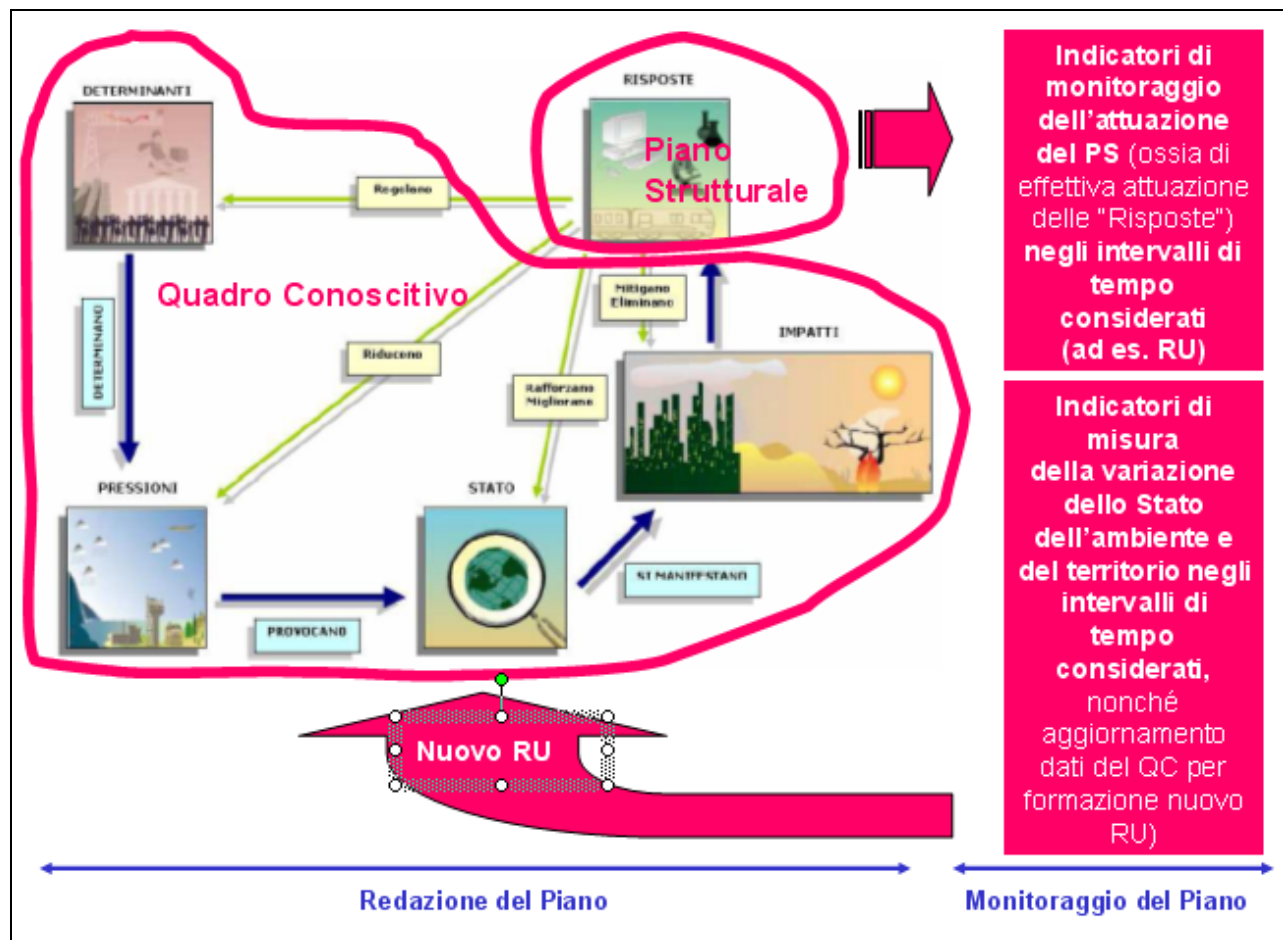 DETERMINANTI
RISPOSTE
Piano
Strutturale
Regolano
Quadro Conoscitivo
DETERMINANO
Riducono
Mitigano
Eliminano
Rafforzano
Migliorano
IMPATTI
PRESSIONI
STATO
PROVOCANO
SI MANIFESTANO
Nuovo RU
Redazione del Piano
Indicatori di
monitoraggio
dell'attuazione
del PS (ossia di
effettiva attuazione
delle "Risposte")
negli intervalli di
tempo
considerati
(ad es. RU)
Indicatori di
misura
della variazione
dello Stato
dell'ambiente e
del territorio negli
intervalli di
tempo
considerati,
nonché
aggiornamento
dati del QC per
formazione nuovo
RU)
Monitoraggio del Piano